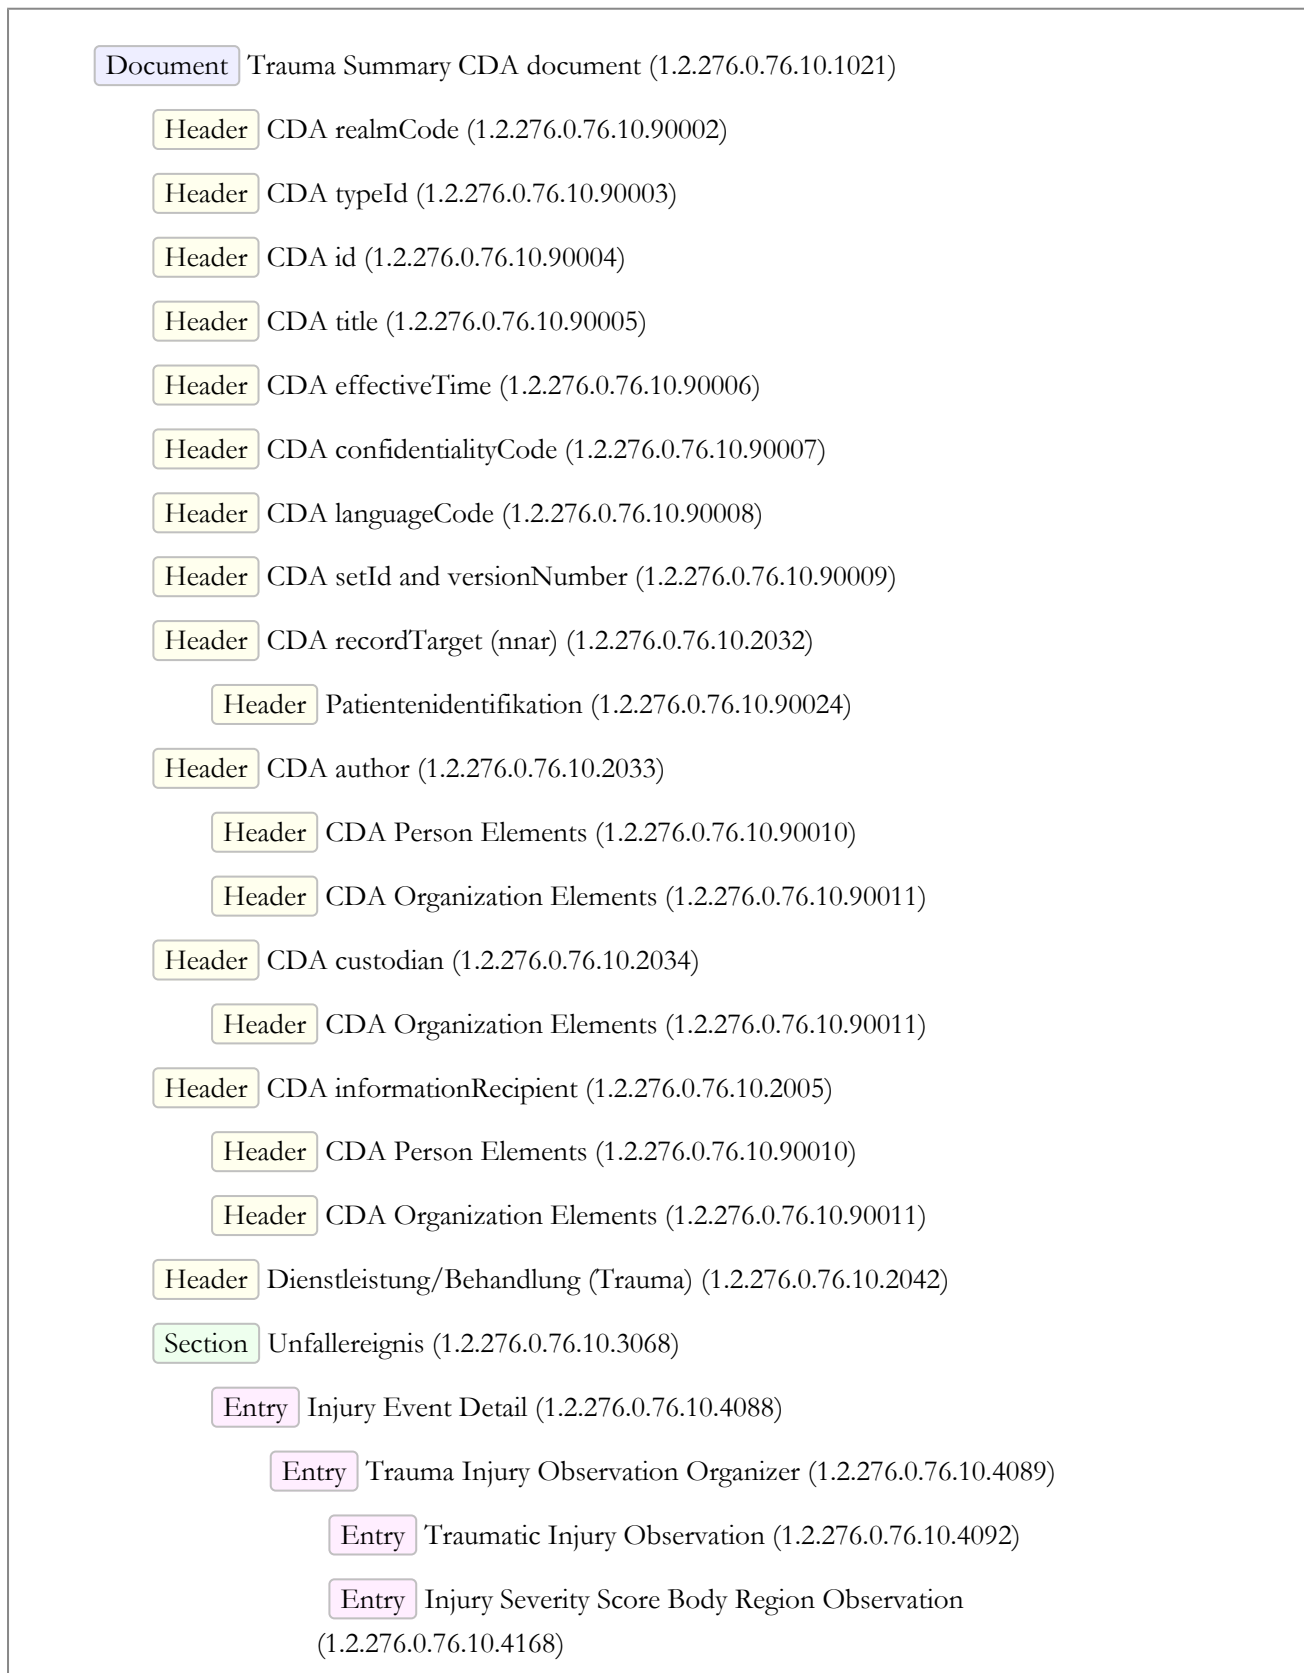 Document Trauma Summary CDA document (1.2.276.0.76.10.1021)
Header CDA realmCode (1.2.276.0.76.10.90002)
Header CDA typeId (1.2.276.0.76.10.90003)
Header CDA id (1.2.276.0.76.10.90004)
Header CDA title (1.2.276.0.76.10.90005)
Header CDA effectiveTime (1.2.276.0.76.10.90006)
Header CDA confidentialityCode (1.2.276.0.76.10.90007)
Header CDA languageCode (1.2.276.0.76.10.90008)
Header CDA setId and versionNumber (1.2.276.0.76.10.90009)
Header CDA recordTarget (nnar) (1.2.276.0.76.10.2032)
Header Patientenidentifikation (1.2.276.0.76.10.90024)
Header CDA author (1.2.276.0.76.10.2033)
Header CDA Person Elements (1.2.276.0.76.10.90010)
Header CDA Organization Elements (1.2.276.0.76.10.90011)
Header CDA custodian (1.2.276.0.76.10.2034)
Header CDA Organization Elements (1.2.276.0.76.10.90011)
Header CDA informationRecipient (1.2.276.0.76.10.2005)
Header CDA Person Elements (1.2.276.0.76.10.90010)
Header CDA Organization Elements (1.2.276.0.76.10.90011)
Header Dienstleistung/Behandlung (Trauma) (1.2.276.0.76.10.2042)
Section Unfallereignis (1.2.276.0.76.10.3068)
Entry Injury Event Detail (1.2.276.0.76.10.4088)
Entry Trauma Injury Observation Organizer (1.2.276.0.76.10.4089)
Entry Traumatic Injury Observation (1.2.276.0.76.10.4092)
Entry Injury Severity Score Body Region Observation
(1.2.276.0.76.10.4168)